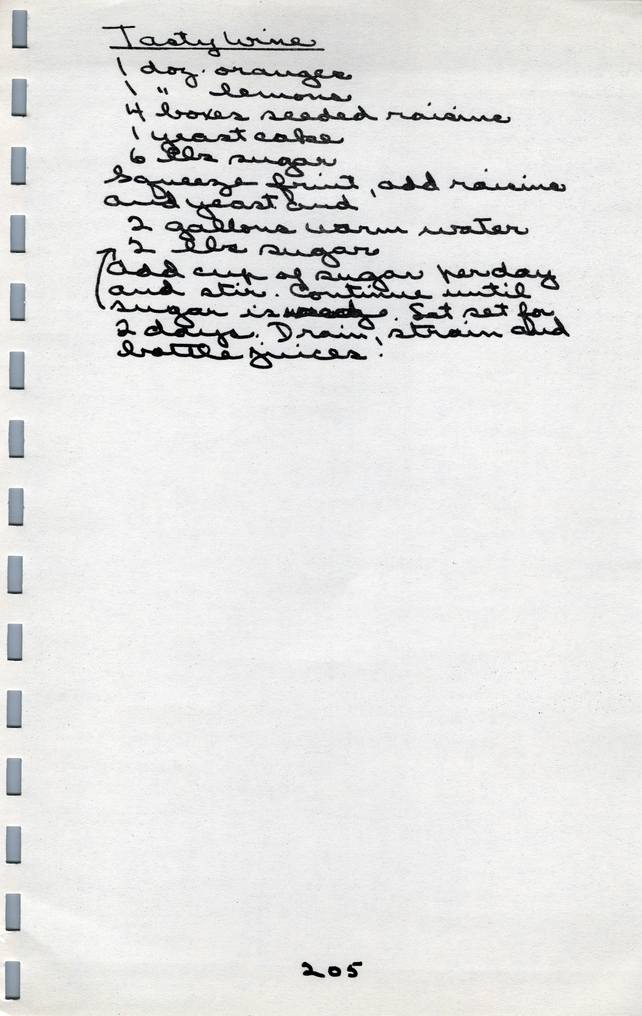 Tasty Wine
1 doz. oranges
1 " lemons
4 boxes seeded raisins
1 yeast cake
6 lbs sugar
Squeeze fruit, add raisins
and yeast and
2 gallons warm water
2 lbs sugar
Add cup of sugar per day
and stir. Continue until
sugar is used. Set set for
2 days. Drain, strain and
bottle juices.
205